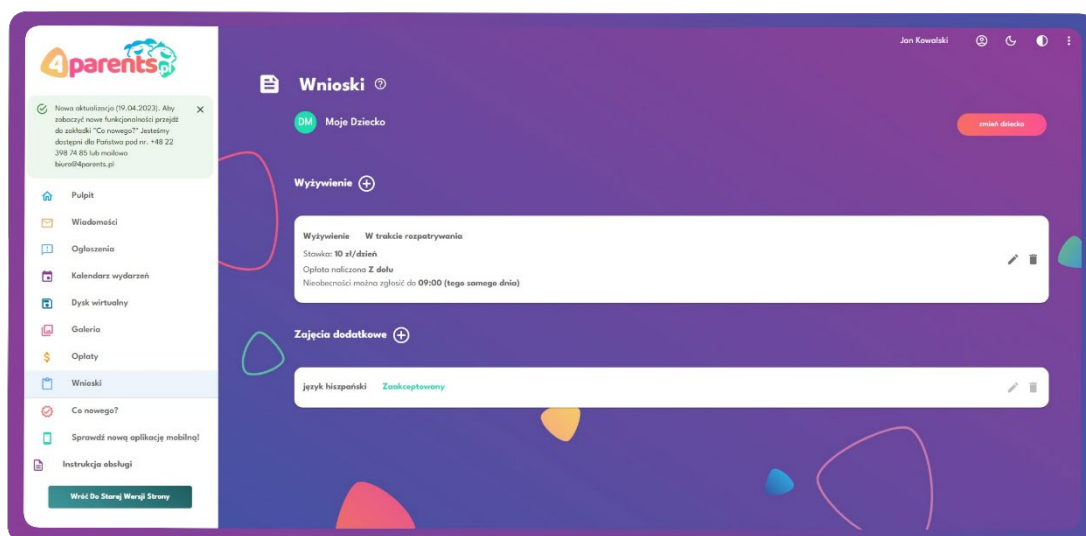 4parents.pl
Jan Kowalski
Nowa aktualizacja (19.04.2023). Aby
zobaczyć nowe funkcjonalności przejdź
do zakładki "Co nowego?" Jesteśmy
dostępni dla Państwa pod nr. +48 22
398 74 85 lub mailowo
biuro@4parents.pl
Pulpit
Wiadomości
Ogłoszenia
Kalendarz wydarzeń
Dysk wirtualny
Galeria
Opłaty
Wnioski
Co nowego?
Sprawdź nową aplikację mobilną!
Instrukcja obsługi
Wróć Do Starej Wersji Strony
Wnioski
DM Moje Dziecko
zmień dziecko
Wyżywienie
Wyżywienie W trakcie rozpatrywania
Stawka: 10 zł/dzień
Opłata naliczana Z dołu
Nieobecności można zgłosić do 09:00 (tego samego dnia)
Zajęcia dodatkowe
język hiszpański Zaakceptowany